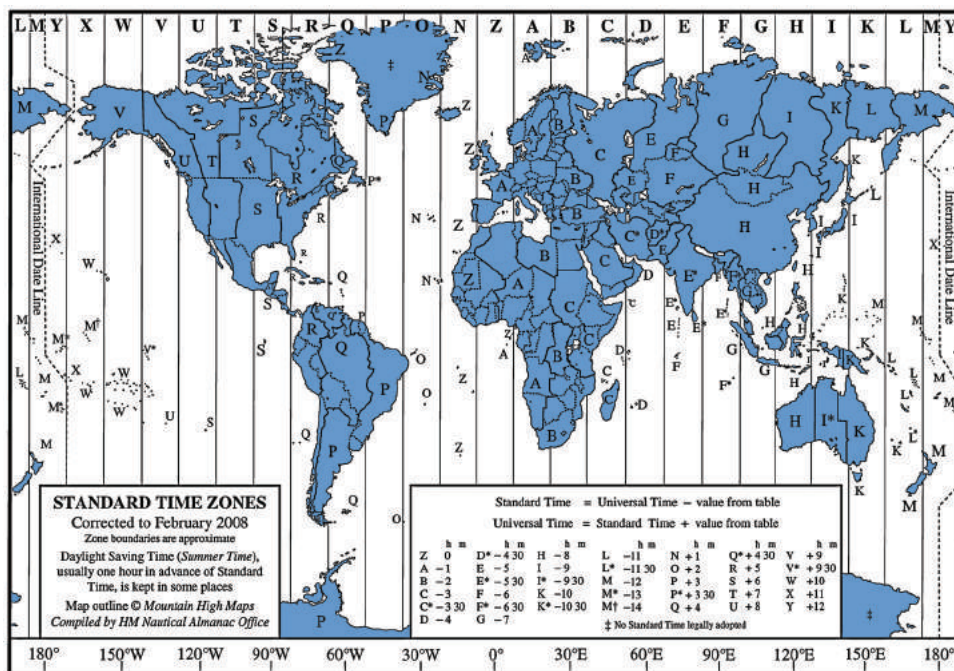 L M Y X W V U T S R Q P O N Z A B C D E F G H I K L M Y
Z A
‡ N
M V S P Z A B C E F G H I K L M
U T R Q P* Z A B C E F H K L
International Date Line
International Date Line
S R N Z A B C* D* E H I I
X W R Q N Z A B C D E* F* G H K M X
M M* M† V* S S R Q P O Z A B C D E E* F G H K L M
L M X W W Q O Z A B C D F F* G H I K L M
M* W U S P Z B C D H I* K L L* M*
M R Q Z K M
Q O
STANDARD TIME ZONES
Corrected to February 2008
Zone boundaries are approximate
Daylight Saving Time (Summer Time),
usually one hour in advance of Standard
Time, is kept in some places
Map outline © Mountain High Maps
Compiled by HM Nautical Almanac Office
Standard Time = Universal Time − value from table
Universal Time = Standard Time + value from table
h m h m h m h m h m h m h m
Z 0 D* − 4 30 H − 8 L −11 N + 1 Q* + 4 30 V + 9
A − 1 E − 5 I − 9 L* −11 30 O + 2 R + 5 V* + 9 30
B − 2 E* − 5 30 I* − 9 30 M −12 P + 3 S + 6 W +10
C − 3 F − 6 K −10 M* −13 P* + 3 30 T + 7 X +11
C* − 3 30 F* − 6 30 K* −10 30 M† −14 Q + 4 U + 8 Y +12
D − 4 G − 7
‡ No Standard Time legally adopted
P ‡
180° 150°W 120°W 90°W 60°W 30°W 0° 30°E 60°E 90°E 120°E 150°E 180°